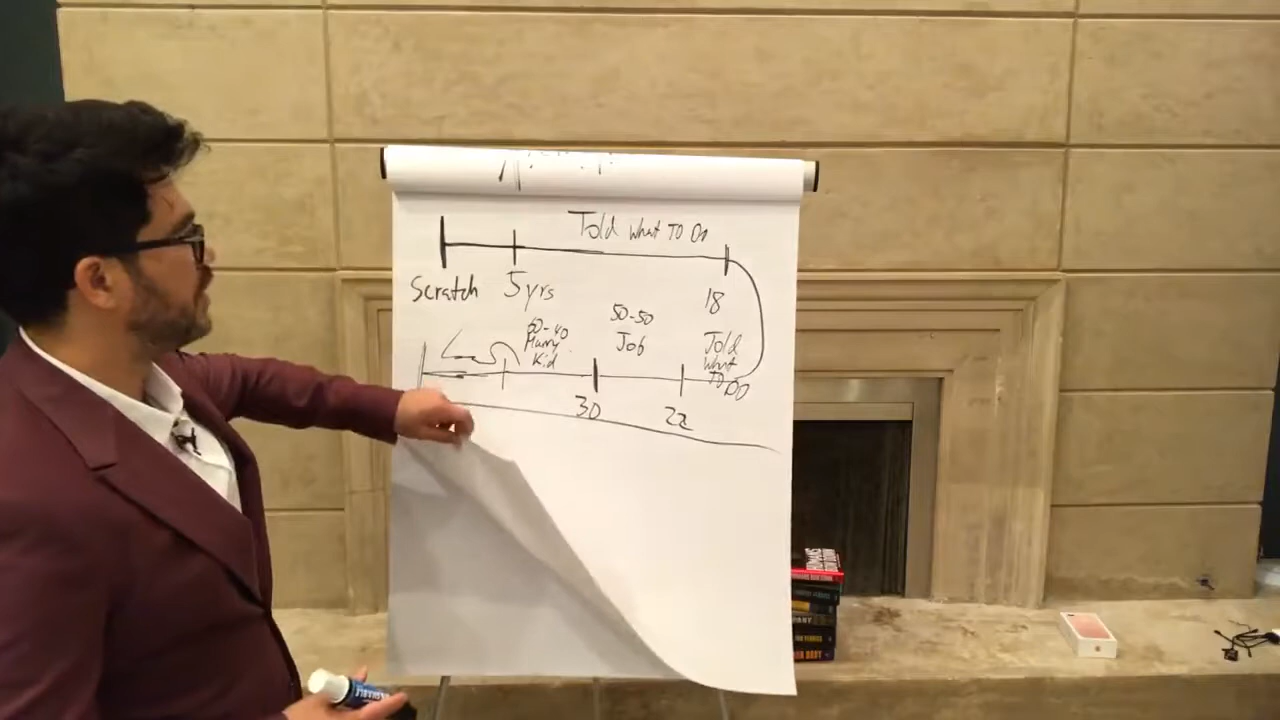 Told What To Do
Scratch
5yrs
18
60-40
Marry
Kid
50-50
Job
Told
What
To Do
30
22